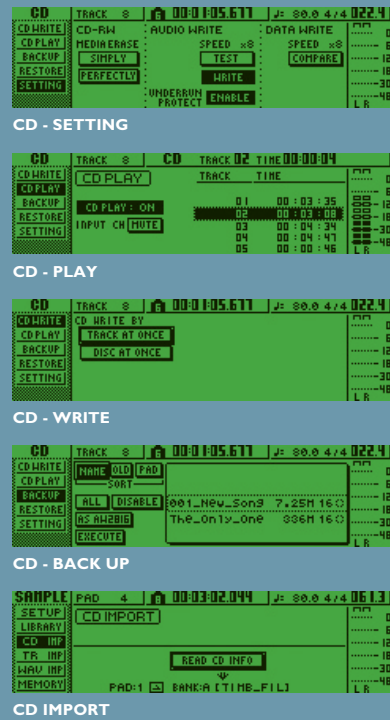 CD TRACK 8 00:01:05.677 J= 80.0 4/4 022.4
CD WRITE CD-RW AUDIO WRITE DATA WRITE
CD PLAY MEDIA ERASE SPEED x8 SPEED x8
BACKUP SIMPLY TEST COMPARE
RESTORE PERFECTLY WRITE
SETTING UNDERRUN PROTECT ENABLE
L R
CD - SETTING
CD TRACK 8 CD TRACK 02 TIME 00:00:04
CD WRITE CD PLAY TRACK TIME
CD PLAY
BACKUP CD PLAY : ON 01 00 : 03 : 35
RESTORE INPUT CH MUTE 02 00 : 03 : 08
SETTING 03 00 : 04 : 34
04 00 : 04 : 47
05 00 : 00 : 46
L R
CD - PLAY
CD TRACK 8 00:01:05.677 J= 80.0 4/4 022.4
CD WRITE CD WRITE BY
CD PLAY TRACK AT ONCE
BACKUP DISC AT ONCE
RESTORE
SETTING
L R
CD - WRITE
CD TRACK 8 00:01:05.677 J= 80.0 4/4 022.4
CD WRITE NAME OLD PAD
CD PLAY SORT
BACKUP ALL DISABLE 001_New_Song 7.25M 16
RESTORE AS AW2816 The_Only_One 336M 16
SETTING EXECUTE
L R
CD - BACK UP
SAMPLE PAD 4 00:03:02.044 J= 80.0 4/4 061.3
SETUP CD IMPORT
LIBRARY
CD IMP
TR IMP READ CD INFO
WAV IMP
MEMORY PAD:1 BANK:A [TIMB_FIL]
L R
CD IMPORT